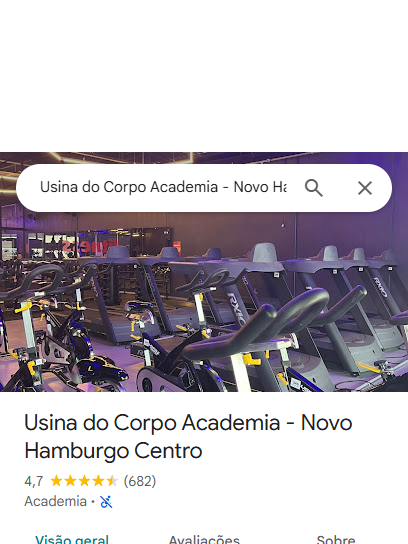 Usina do Corpo Academia - Novo Ha
Usina do Corpo Academia - Novo
Hamburgo Centro
4,7 (682)
Academia ·
Visão geral Avaliações Sobre